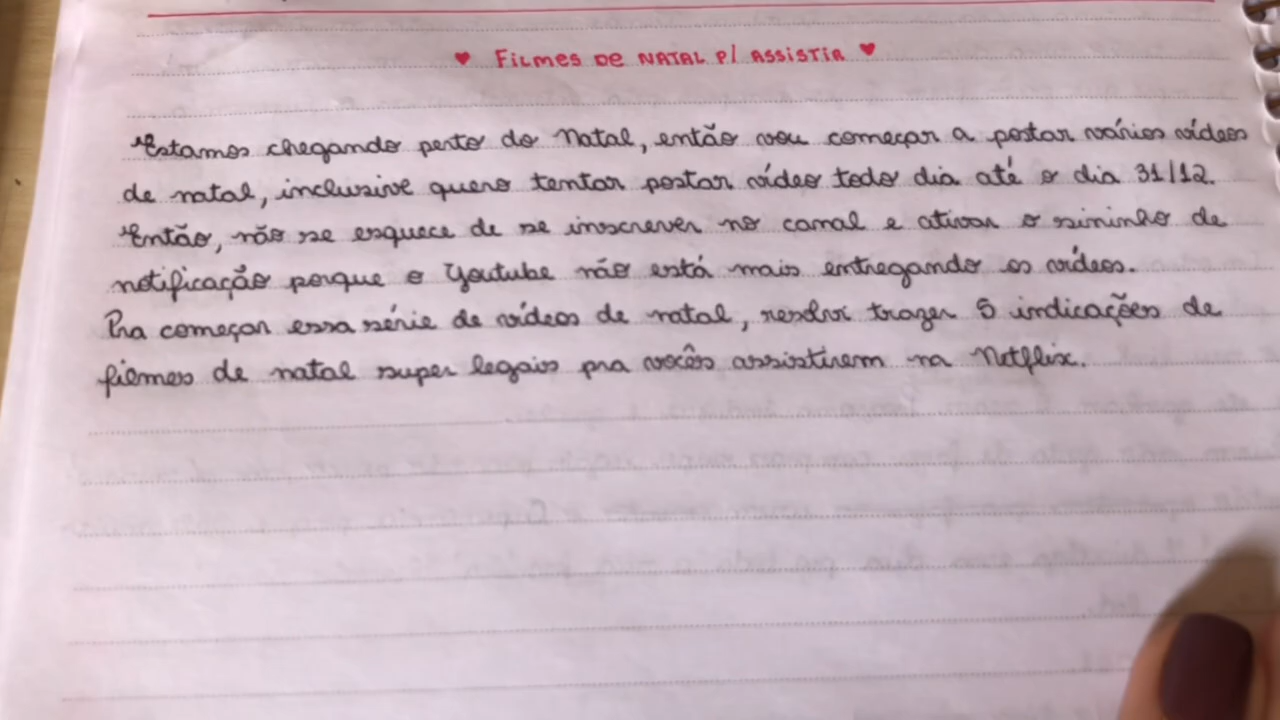 ♥ FILMES DE NATAL P/ ASSISTIR ♥
Estamos chegando perto do Natal, então vou começar a postar vários vídeos
de natal, inclusive quero tentar postar vídeo todo dia até o dia 31/12.
Então, não se esquece de se inscrever no canal e ativar o sininho de
notificação porque o Youtube não está mais entregando os vídeos.
Pra começar essa série de vídeos de natal, resolvi trazer 5 indicações de
filmes de natal super legais pra vocês assistirem na Netflix.